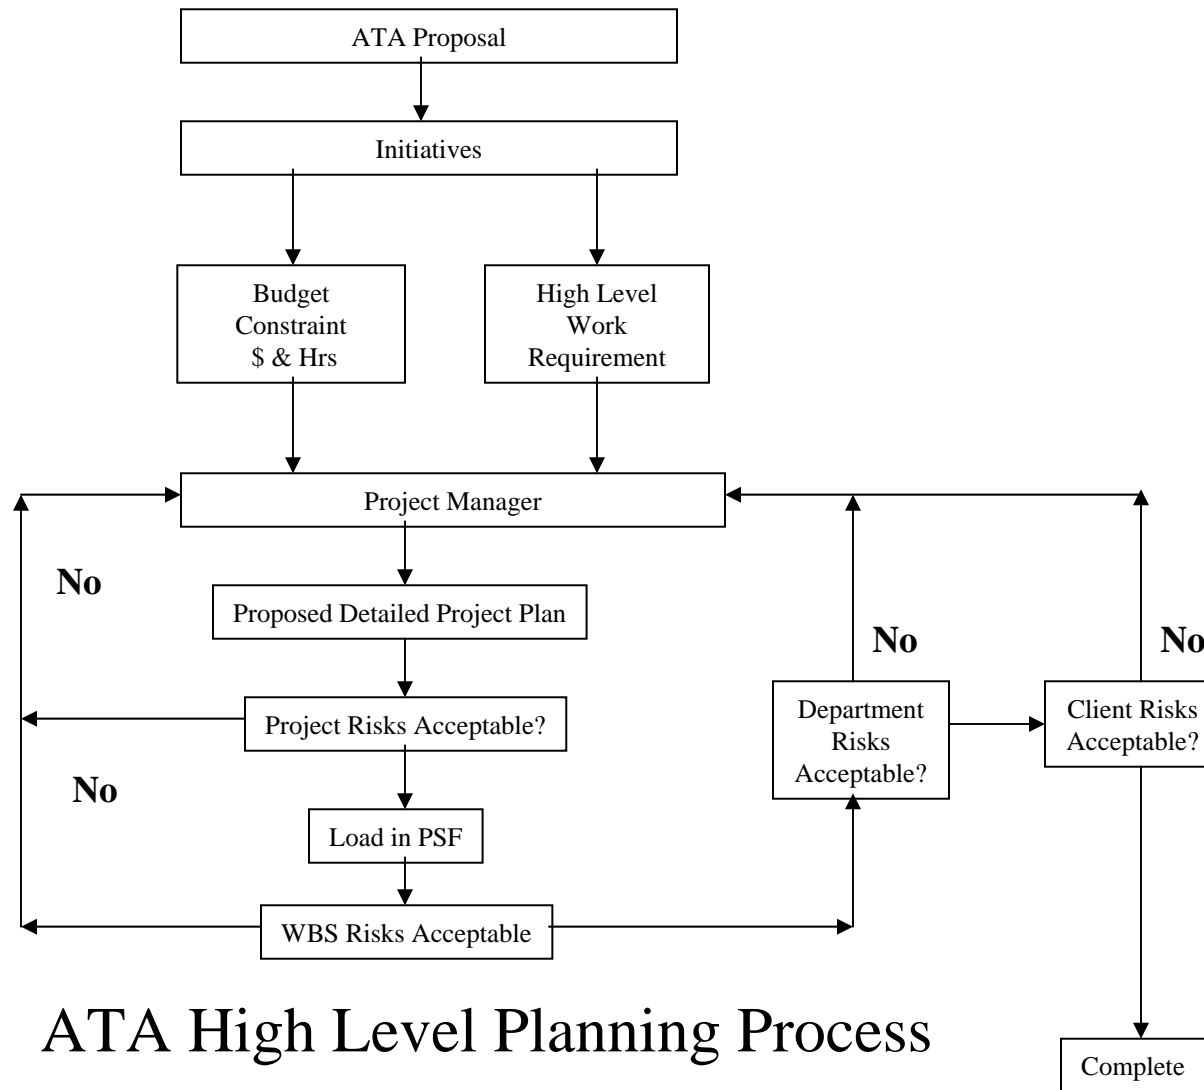 ATA Proposal
Initiatives
Budget
Constraint
$ & Hrs
High Level
Work
Requirement
Project Manager
No
Proposed Detailed Project Plan
No
No
Project Risks Acceptable?
Department
Risks
Acceptable?
Client Risks
Acceptable?
No
Load in PSF
WBS Risks Acceptable
ATA High Level Planning Process
Complete